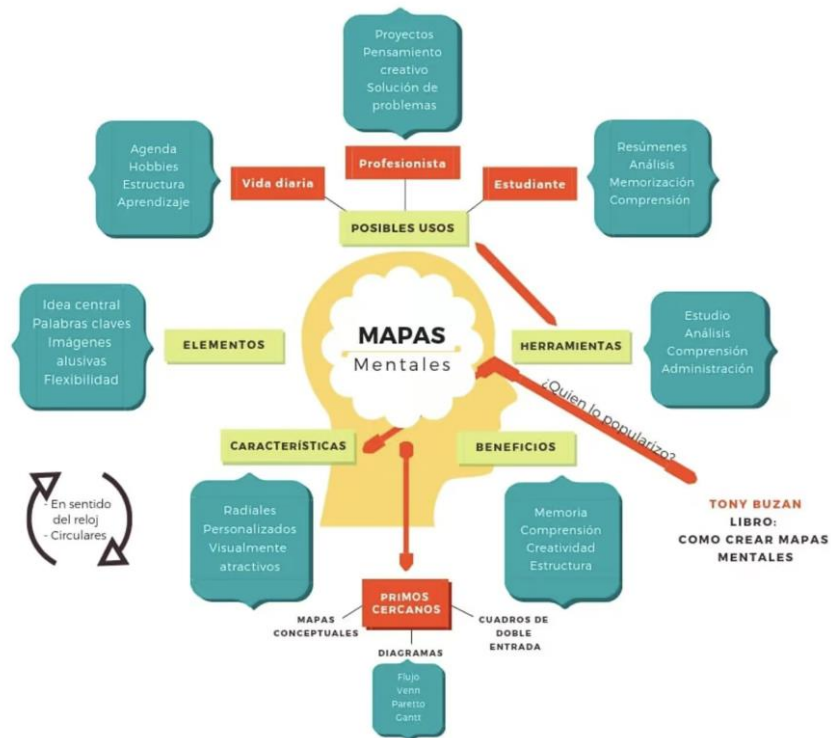 Proyectos
Pensamiento
creativo
Solución de
problemas
Profesionista
Agenda
Hobbies
Estructura
Aprendizaje
Vida diaria
Estudiante
Resúmenes
Análisis
Memorización
Comprensión
POSIBLES USOS
MAPAS
Mentales
Idea central
Palabras claves
Imágenes
alusivas
Flexibilidad
ELEMENTOS
HERRAMIENTAS
Estudio
Análisis
Comprensión
Administración
¿Quien lo popularizo?
TONY BUZAN
LIBRO:
COMO CREAR MAPAS
MENTALES
CARACTERÍSTICAS
BENEFICIOS
- En sentido
del reloj
- Circulares
Radiales
Personalizados
Visualmente
atractivos
Memoria
Comprensión
Creatividad
Estructura
PRIMOS
CERCANOS
MAPAS
CONCEPTUALES
DIAGRAMAS
CUADROS DE
DOBLE
ENTRADA
Flujo
Venn
Paretto
Gantt